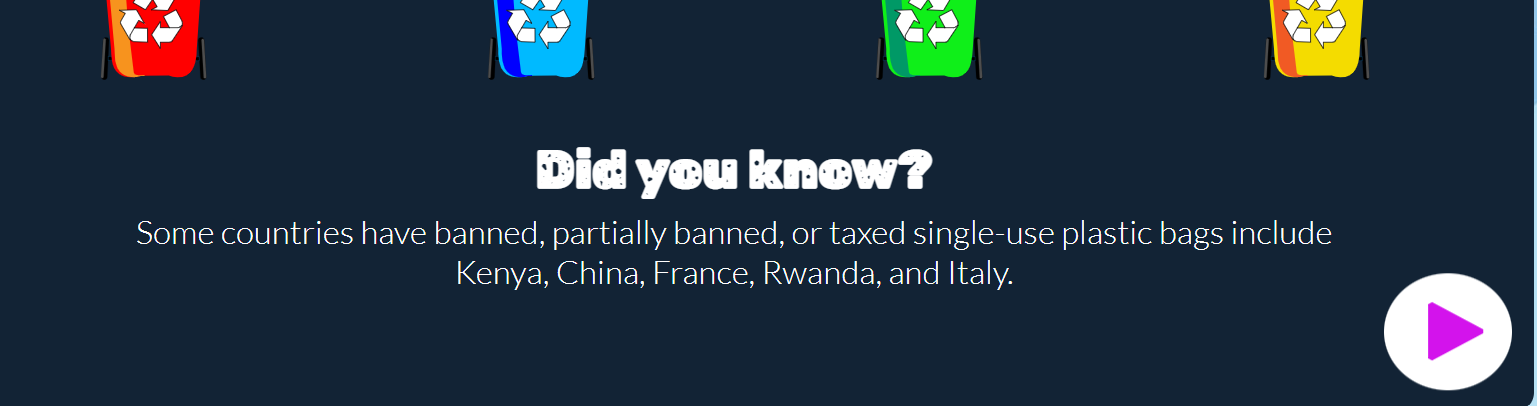 Did you know?
Some countries have banned, partially banned, or taxed single-use plastic bags include
Kenya, China, France, Rwanda, and Italy.